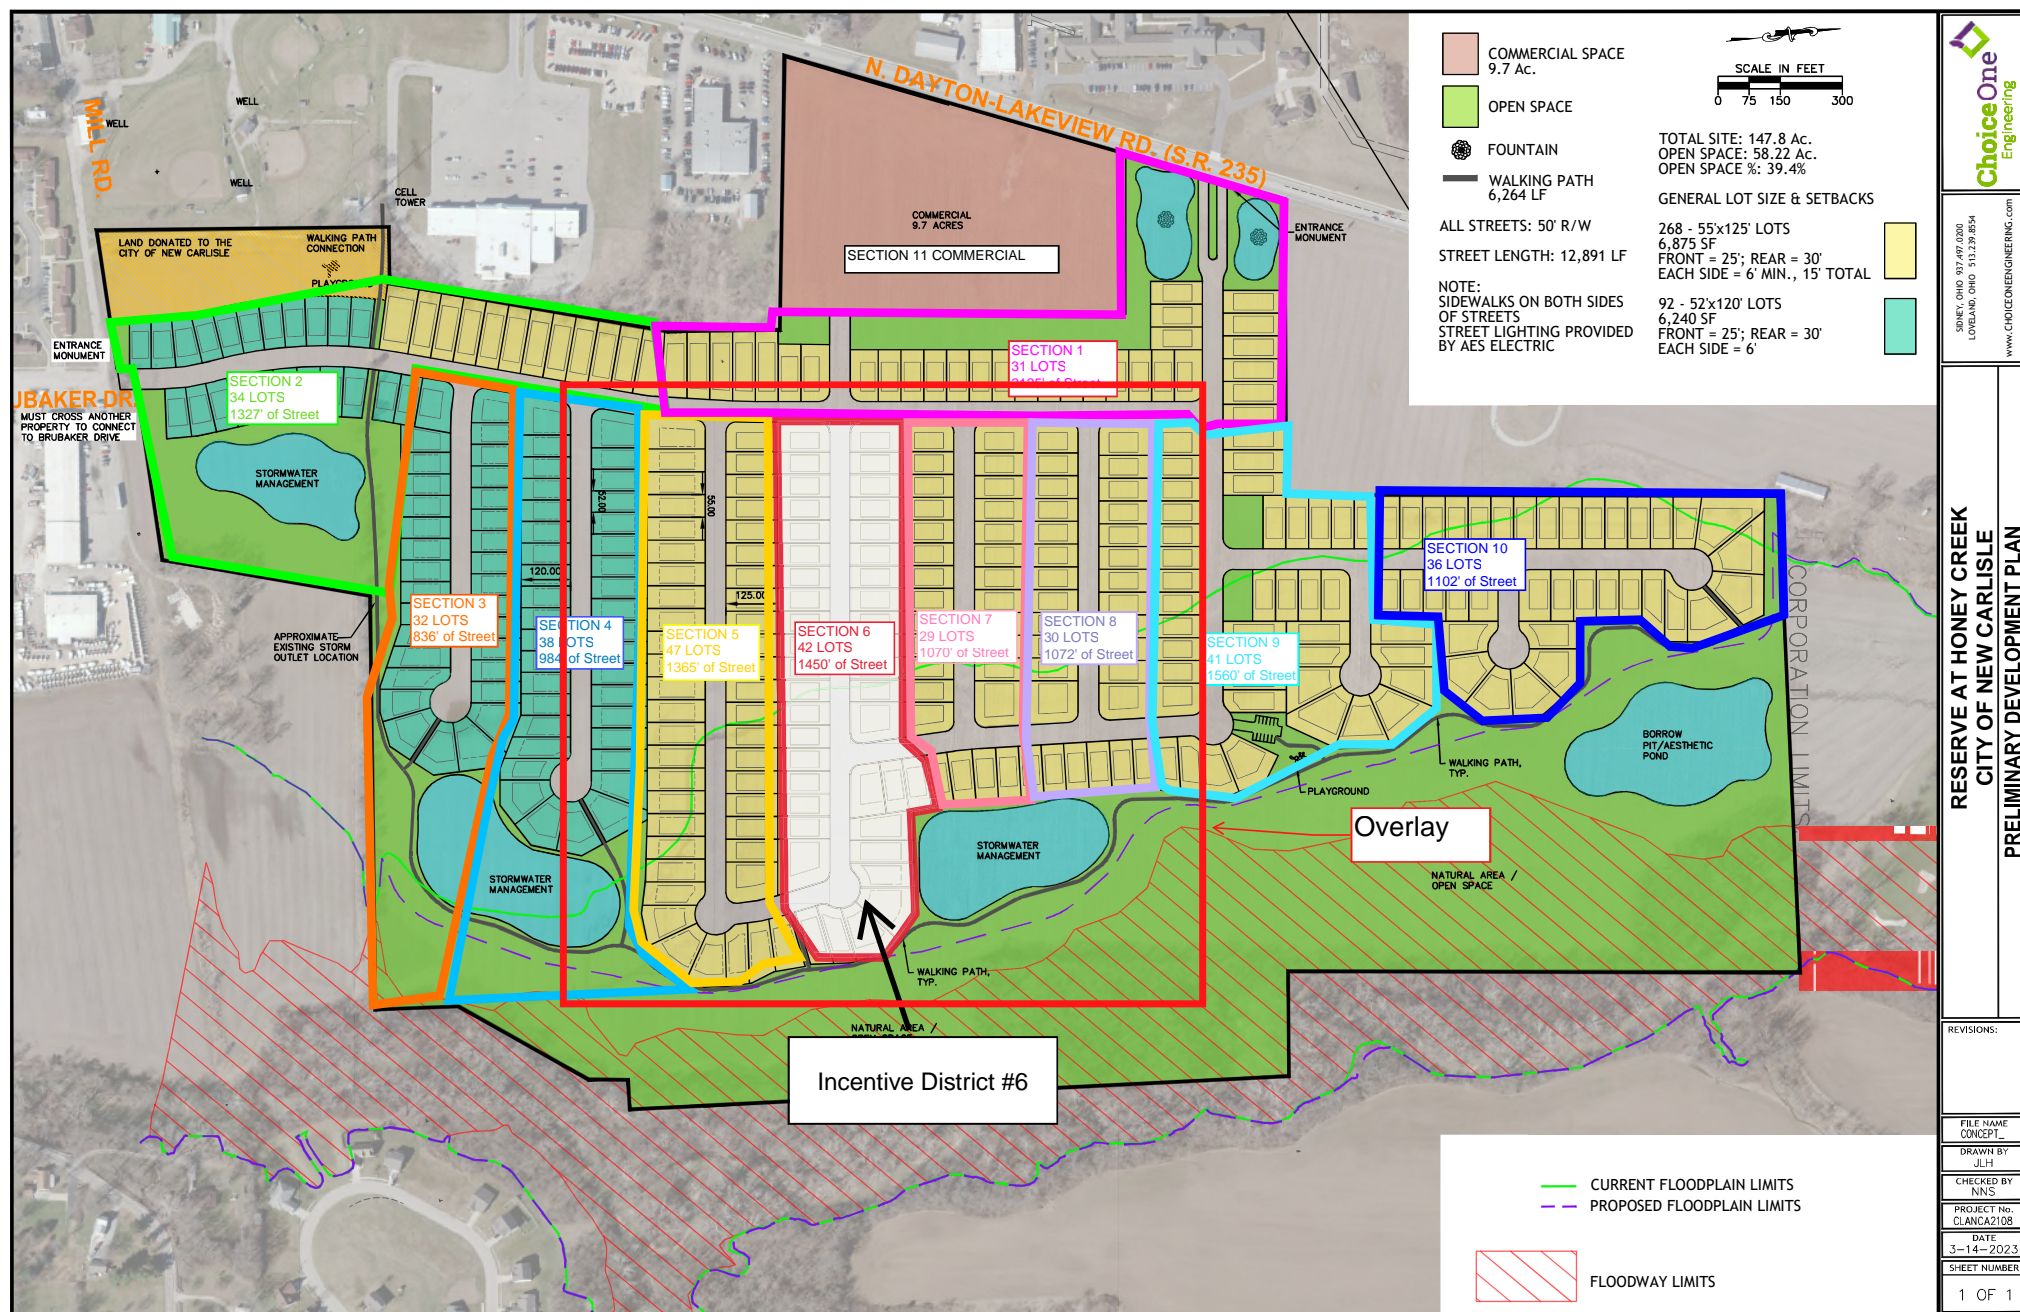 COMMERCIAL SPACE
9.7 Ac.
OPEN SPACE
FOUNTAIN
WALKING PATH
6,264 LF
ALL STREETS: 50' R/W
STREET LENGTH: 12,891 LF
NOTE:
SIDEWALKS ON BOTH SIDES
OF STREETS
STREET LIGHTING PROVIDED
BY AES ELECTRIC
SCALE IN FEET
0 75 150 300
TOTAL SITE: 147.8 Ac.
OPEN SPACE: 58.22 Ac.
OPEN SPACE %: 39.4%
GENERAL LOT SIZE & SETBACKS
268 - 55'x125' LOTS
6,875 SF
FRONT = 25'; REAR = 30'
EACH SIDE = 6' MIN., 15' TOTAL
92 - 52'x120' LOTS
6,240 SF
FRONT = 25'; REAR = 30'
EACH SIDE = 6'
ChoiceOne
Engineering
SIDNEY, OHIO 937.497.0200
LOVELAND, OHIO 513.239.8554
www.CHOICEONEENGINEERING.com
RESERVE AT HONEY CREEK
CITY OF NEW CARLISLE
PRELIMINARY DEVELOPMENT PLAN
REVISIONS:
FILE NAME
CONCEPT_
DRAWN BY
JLH
CHECKED BY
NNS
PROJECT No.
CLANCA2108
DATE
3-14-2023
SHEET NUMBER
1 OF 1
MILL RD.
WELL
WELL
WELL
CELL
TOWER
N. DAYTON-LAKEVIEW RD. (S.R. 235)
COMMERCIAL
9.7 ACRES
SECTION 11 COMMERCIAL
ENTRANCE
MONUMENT
LAND DONATED TO THE
CITY OF NEW CARLISLE
WALKING PATH
CONNECTION
PLAYGROUND
ENTRANCE
MONUMENT
UBAKER DR.
MUST CROSS ANOTHER
PROPERTY TO CONNECT
TO BRUBAKER DRIVE
SECTION 2
34 LOTS
1327' of Street
SECTION 1
31 LOTS
2125' of Street
STORMWATER
MANAGEMENT
52.00
55.00
120.00
125.00
APPROXIMATE
EXISTING STORM
OUTLET LOCATION
SECTION 3
32 LOTS
836' of Street
SECTION 4
38 LOTS
984' of Street
SECTION 5
47 LOTS
1365' of Street
SECTION 6
42 LOTS
1450' of Street
SECTION 7
29 LOTS
1070' of Street
SECTION 8
30 LOTS
1072' of Street
SECTION 9
41 LOTS
1560' of Street
SECTION 10
36 LOTS
1102' of Street
CORPORATION LIMITS
BORROW
PIT/AESTHETIC
POND
WALKING PATH,
TYP.
PLAYGROUND
Overlay
STORMWATER
MANAGEMENT
STORMWATER
MANAGEMENT
NATURAL AREA /
OPEN SPACE
WALKING PATH,
TYP.
NATURAL AREA /
OPEN SPACE
Incentive District #6
CURRENT FLOODPLAIN LIMITS
PROPOSED FLOODPLAIN LIMITS
FLOODWAY LIMITS